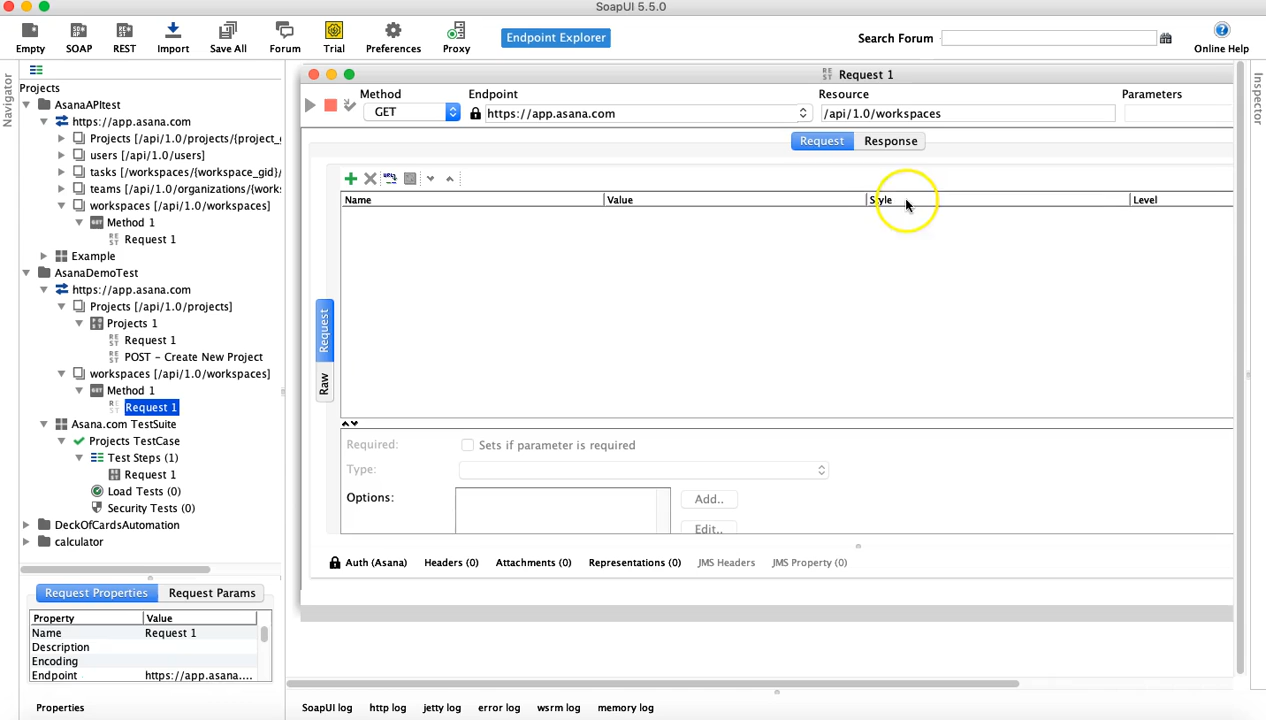 SoapUI 5.5.0
Empty SOAP REST Import Save All Forum Trial Preferences Proxy
Endpoint Explorer
Search Forum
Online Help
Navigator
Projects
AsanaAPItest
https://app.asana.com
Projects [/api/1.0/projects/{project_
users [/api/1.0/users]
tasks [/workspaces/{workspace_gid}/
teams [/api/1.0/organizations/{works
workspaces [/api/1.0/workspaces]
Method 1
Request 1
Example
AsanaDemoTest
https://app.asana.com
Projects [/api/1.0/projects]
Projects 1
Request 1
POST - Create New Project
workspaces [/api/1.0/workspaces]
Method 1
Request 1
Asana.com TestSuite
Projects TestCase
Test Steps (1)
Request 1
Load Tests (0)
Security Tests (0)
DeckOfCardsAutomation
calculator
Request Properties Request Params
Property Value
Name Request 1
Description
Encoding
Endpoint https://app.asana....
Properties
Request 1
Method Endpoint Resource Parameters
GET https://app.asana.com /api/1.0/workspaces
Request Response
Name Value Style Level
Request
Raw
Required: Sets if parameter is required
Type:
Options: Add..
Edit..
Auth (Asana) Headers (0) Attachments (0) Representations (0) JMS Headers JMS Property (0)
SoapUI log http log jetty log error log wsrm log memory log
Inspector